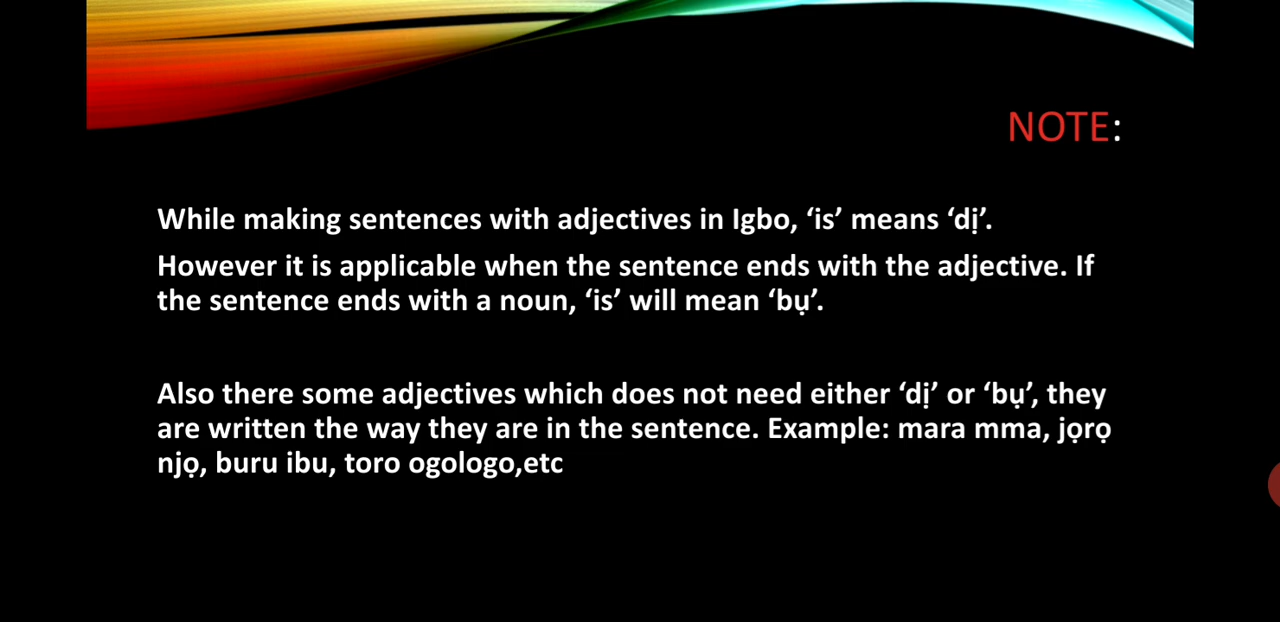 NOTE:
While making sentences with adjectives in Igbo, ‘is’ means ‘dị’.
However it is applicable when the sentence ends with the adjective. If
the sentence ends with a noun, ‘is’ will mean ‘bụ’.
Also there some adjectives which does not need either ‘dị’ or ‘bụ’, they
are written the way they are in the sentence. Example: mara mma, jọrọ
njọ, buru ibu, toro ogologo,etc